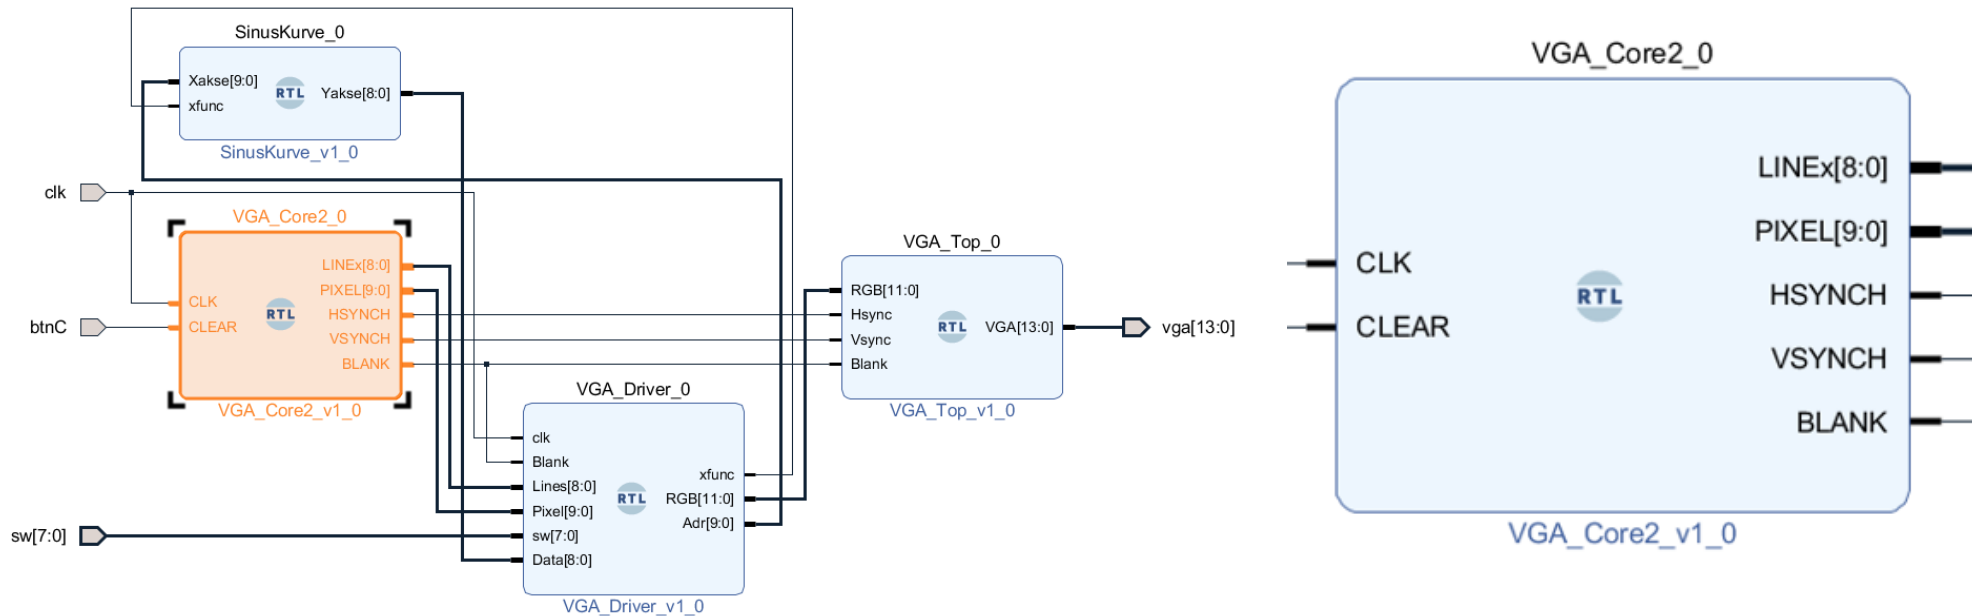 SinusKurve_0
Xakse[9:0]
xfunc
RTL
Yakse[8:0]
SinusKurve_v1_0
clk
VGA_Core2_0
LINEx[8:0]
PIXEL[9:0]
HSYNCH
VSYNCH
BLANK
CLK
CLEAR
RTL
VGA_Core2_v1_0
btnC
VGA_Driver_0
clk
Blank
Lines[8:0]
Pixel[9:0]
sw[7:0]
Data[8:0]
RTL
xfunc
RGB[11:0]
Adr[9:0]
VGA_Driver_v1_0
sw[7:0]
VGA_Top_0
RGB[11:0]
Hsync
Vsync
Blank
RTL
VGA[13:0]
VGA_Top_v1_0
vga[13:0]
VGA_Core2_0
LINEx[8:0]
PIXEL[9:0]
HSYNCH
VSYNCH
BLANK
CLK
CLEAR
RTL
VGA_Core2_v1_0